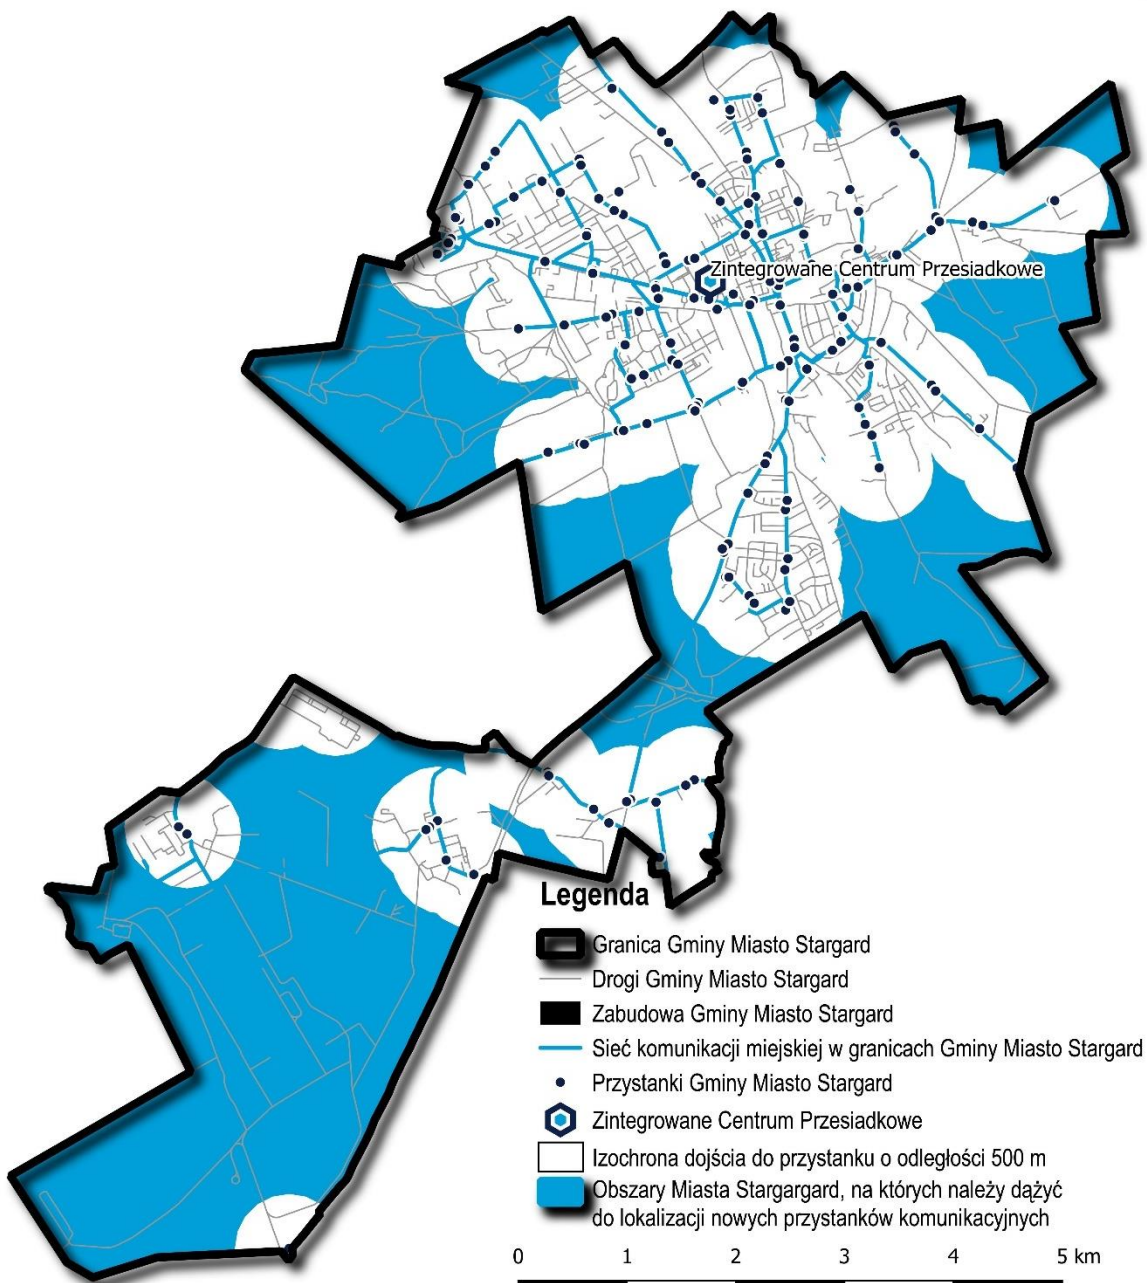 Zintegrowane Centrum Przesiadkowe
Legenda
Granica Gminy Miasto Stargard
Drogi Gminy Miasto Stargard
Zabudowa Gminy Miasto Stargard
Sieć komunikacji miejskiej w granicach Gminy Miasto Stargard
Przystanki Gminy Miasto Stargard
Zintegrowane Centrum Przesiadkowe
Izochrona dojścia do przystanku o odległości 500 m
Obszary Miasta Stargargard, na których należy dążyć
do lokalizacji nowych przystanków komunikacyjnych
0 1 2 3 4 5 km